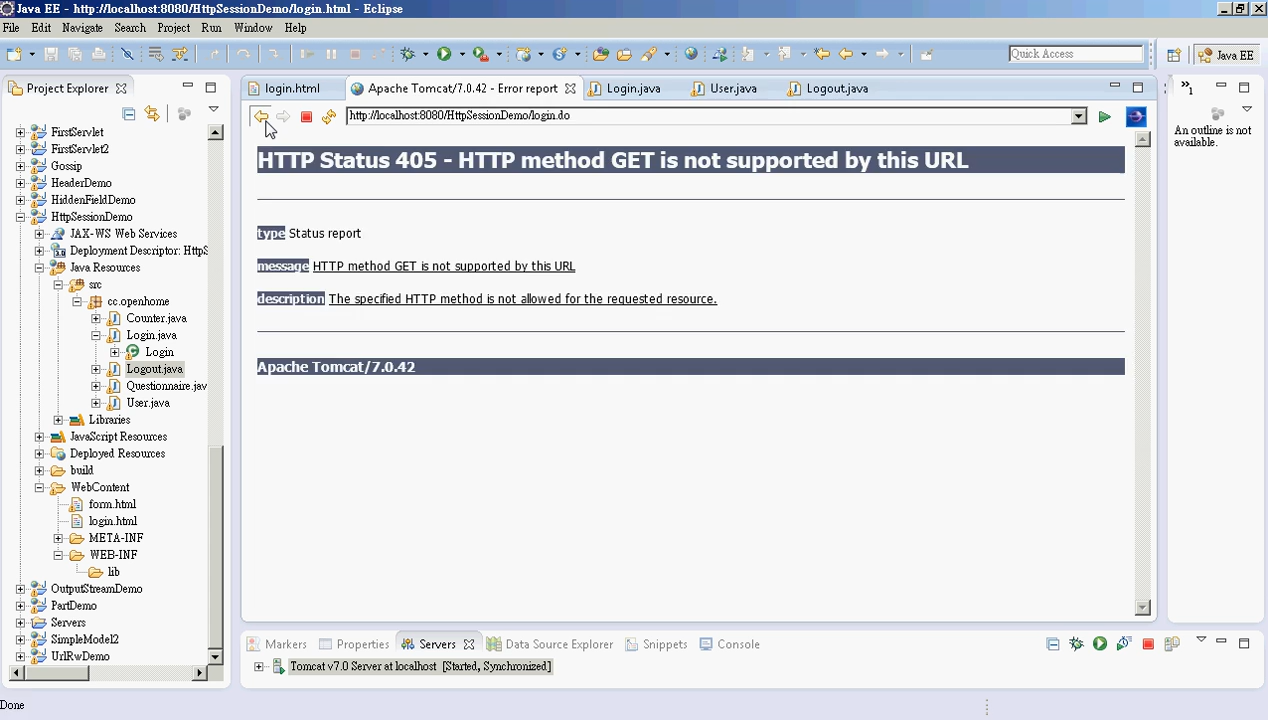 Java EE - http://localhost:8080/HttpSessionDemo/login.html - Eclipse
File Edit Navigate Search Project Run Window Help
Quick Access
Java EE
Project Explorer
login.html
Apache Tomcat/7.0.42 - Error report
Login.java
User.java
Logout.java
http://localhost:8080/HttpSessionDemo/login.do
FirstServlet
FirstServlet2
Gossip
HeaderDemo
HiddenFieldDemo
HttpSessionDemo
JAX-WS Web Services
Deployment Descriptor: HttpS
Java Resources
src
cc.openhome
Counter.java
Login.java
Login
Logout.java
Questionnaire.jav
User.java
Libraries
JavaScript Resources
Deployed Resources
build
WebContent
form.html
login.html
META-INF
WEB-INF
lib
OutputStreamDemo
PartDemo
Servers
SimpleModel2
UrlRwDemo
HTTP Status 405 - HTTP method GET is not supported by this URL
type Status report
message HTTP method GET is not supported by this URL
description The specified HTTP method is not allowed for the requested resource.
Apache Tomcat/7.0.42
An outline is not
available.
Markers Properties Servers Data Source Explorer Snippets Console
Tomcat v7.0 Server at localhost [Started, Synchronized]
Done